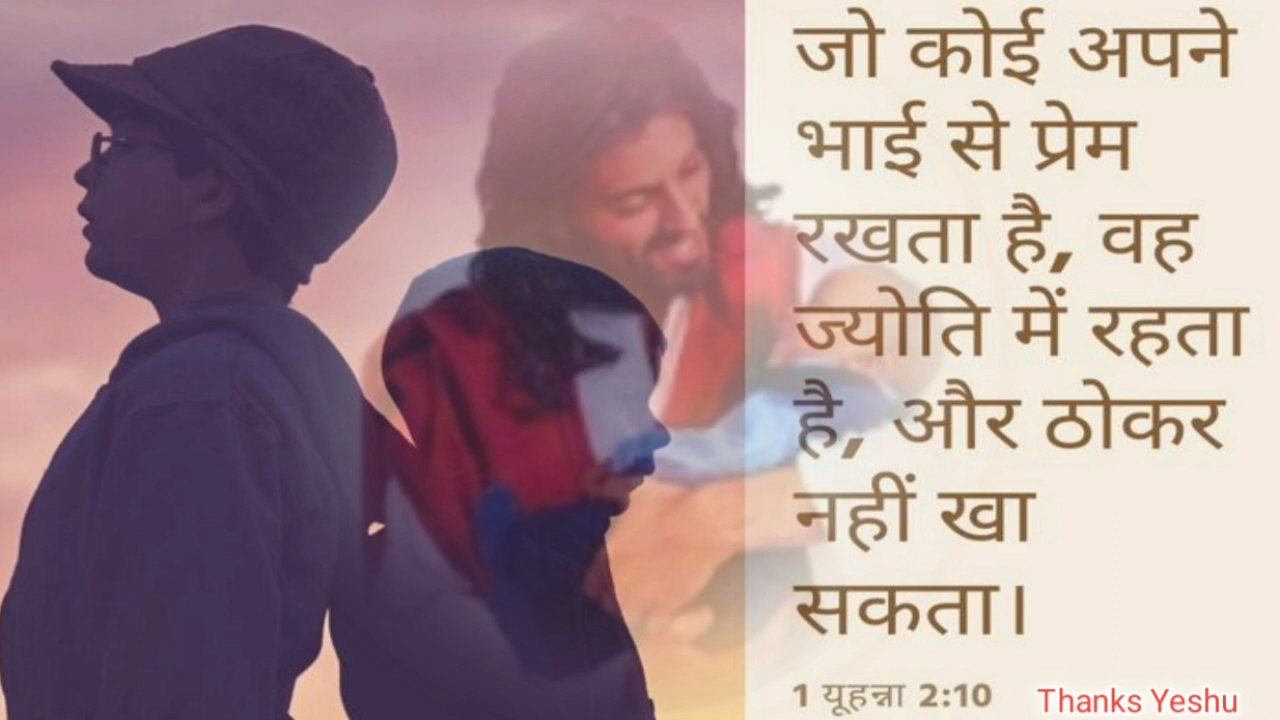 जो कोई अपने
भाई से प्रेम
रखता है, वह
ज्योति में रहता
है, और ठोकर
नहीं खा
सकता।
1 यूहन्ना 2:10
Thanks Yeshu